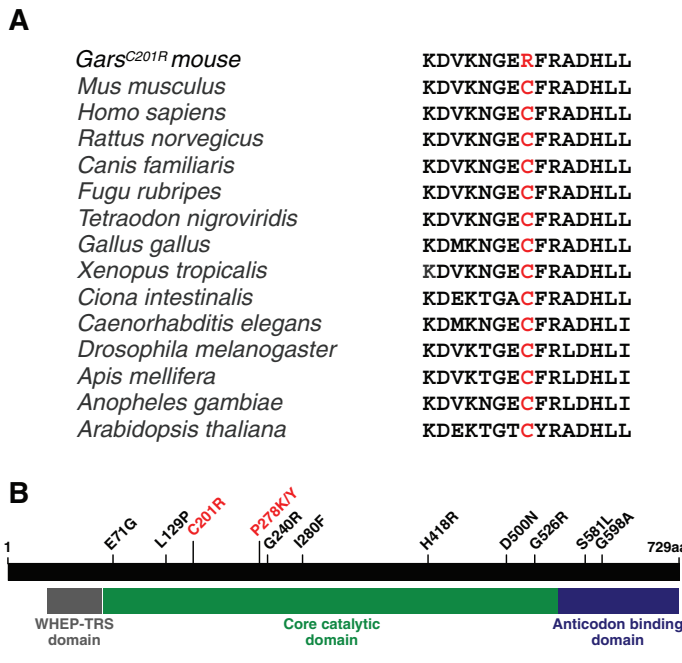 A
Gars^C201R mouse KDVKNGERFRADHLL
Mus musculus KDVKNGECFRADHLL
Homo sapiens KDVKNGECFRADHLL
Rattus norvegicus KDVKNGECFRADHLL
Canis familiaris KDVKNGECFRADHLL
Fugu rubripes KDVKNGECFRADHLL
Tetraodon nigroviridis KDVKNGECFRADHLL
Gallus gallus KDMKNGECFRADHLL
Xenopus tropicalis KDVKNGECFRADHLL
Ciona intestinalis KDEKTGACFRADHLL
Caenorhabditis elegans KDMKNGECFRADHLI
Drosophila melanogaster KDVKTGECFRLDHLI
Apis mellifera KDVKTGECFRLDHLI
Anopheles gambiae KDVKNGECFRLDHLI
Arabidopsis thaliana KDEKTGTCYRADHLL
B
1 E71G L129P C201R P278K/Y G240R I280F H418R D500N G526R S581L G598A 729aa
WHEP-TRS Core catalytic Anticodon binding
domain domain domain